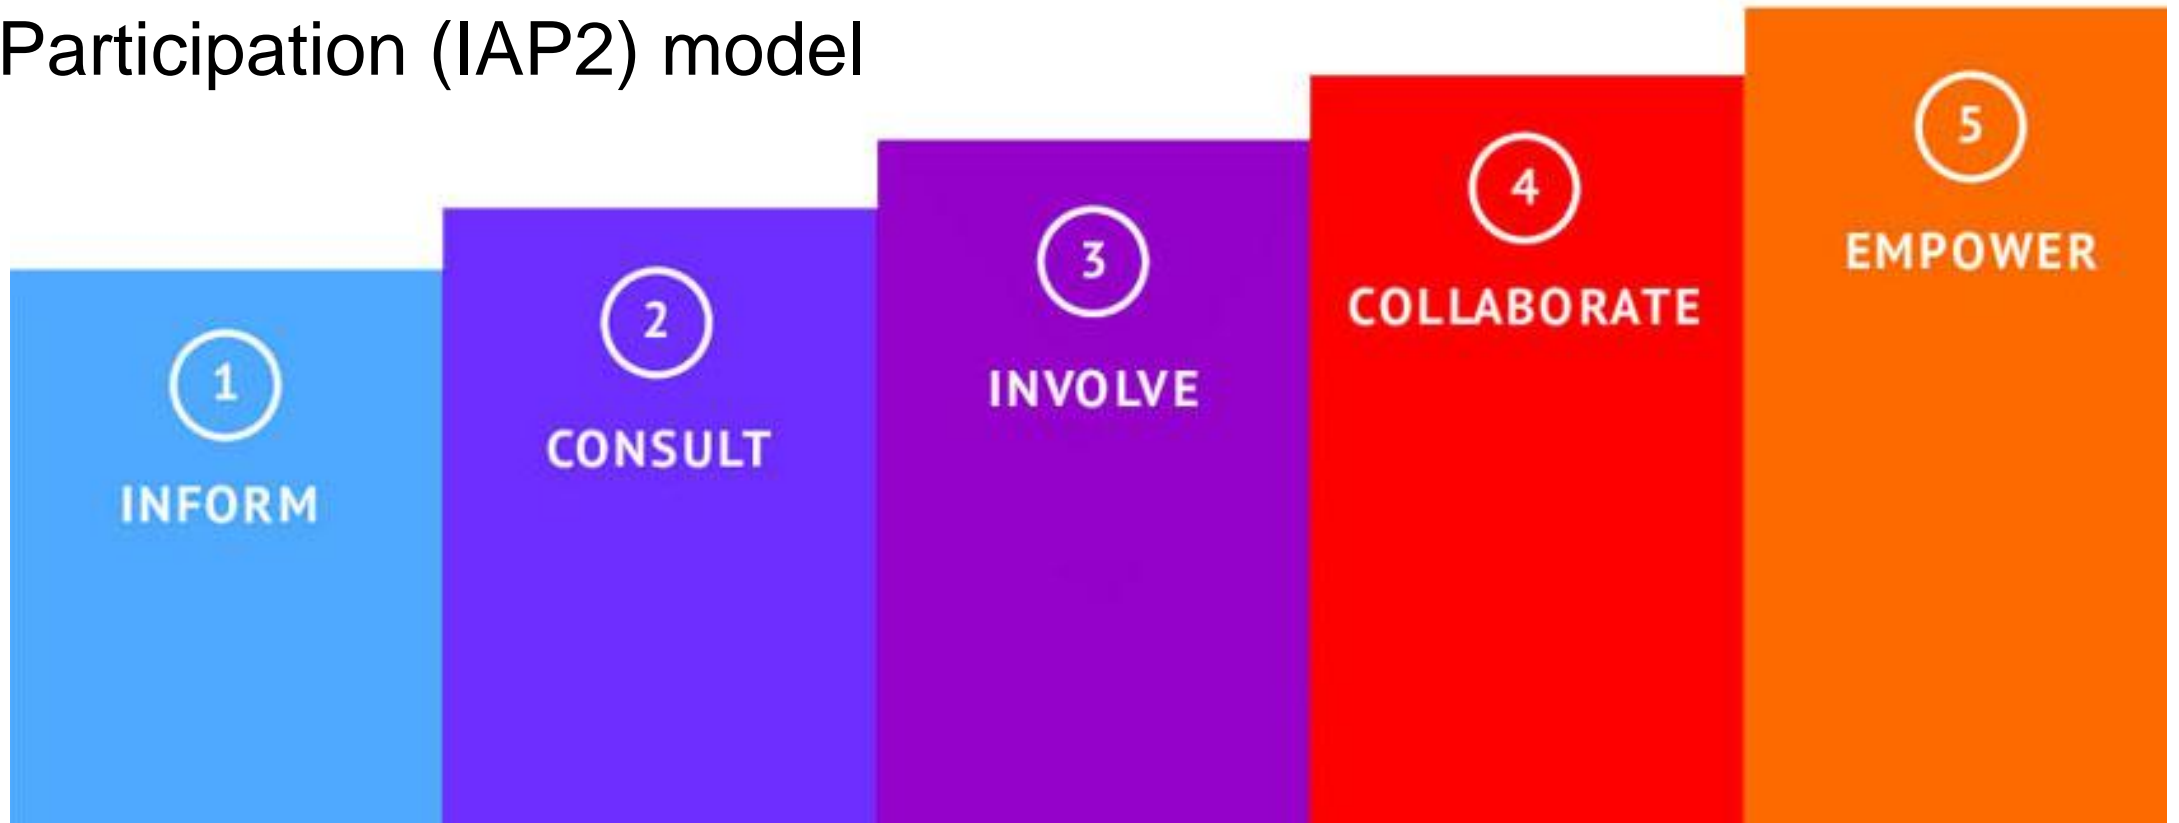 Participation (IAP2) model
1
INFORM
2
CONSULT
3
INVOLVE
4
COLLABORATE
5
EMPOWER